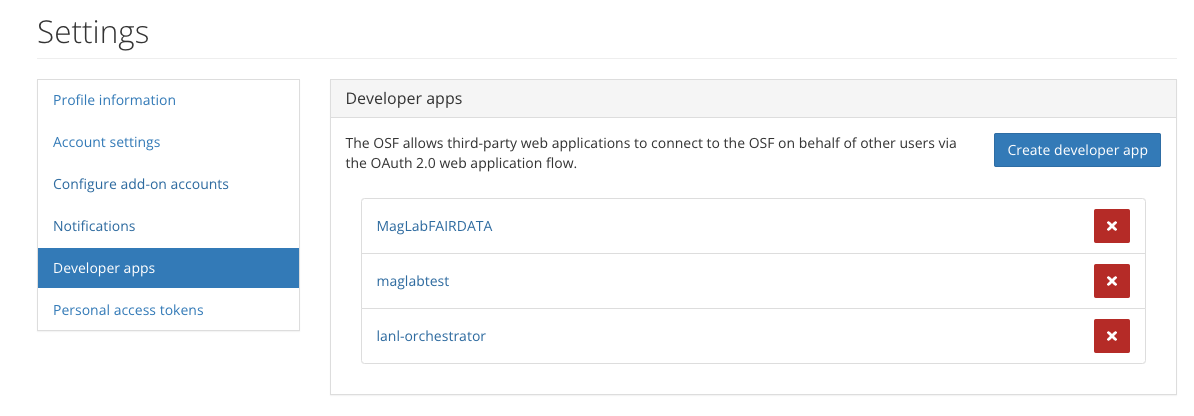 Settings
Profile information
Account settings
Configure add-on accounts
Notifications
Developer apps
Personal access tokens
Developer apps
The OSF allows third-party web applications to connect to the OSF on behalf of other users via
the OAuth 2.0 web application flow.
Create developer app
MagLabFAIRDATA
maglabtest
lanl-orchestrator